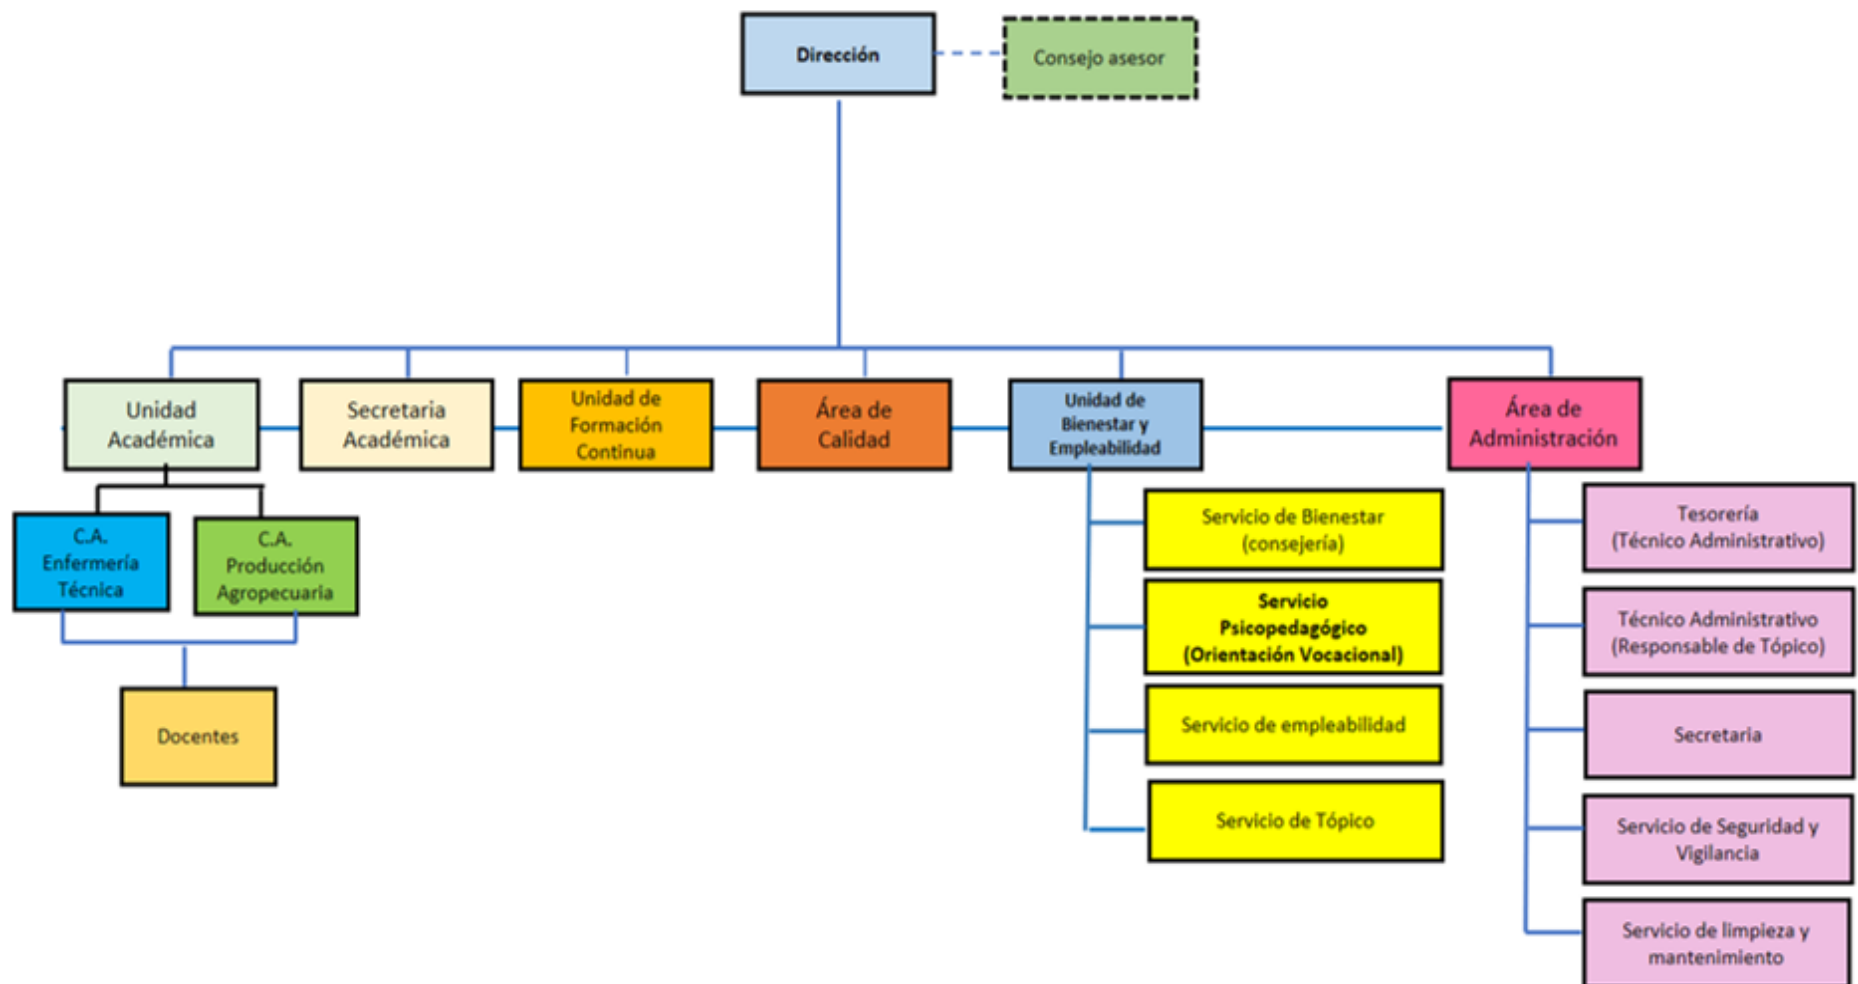 Dirección
Consejo asesor
Unidad
Académica
Secretaria
Académica
Unidad de
Formación
Continua
Área de
Calidad
Unidad de
Bienestar y
Empleabilidad
Área de
Administración
C.A.
Enfermería
Técnica
C.A.
Producción
Agropecuaria
Docentes
Servicio de Bienestar
(consejería)
Servicio
Psicopedagógico
(Orientación Vocacional)
Servicio de empleabilidad
Servicio de Tópico
Tesorería
(Técnico Administrativo)
Técnico Administrativo
(Responsable de Tópico)
Secretaria
Servicio de Seguridad y
Vigilancia
Servicio de limpieza y
mantenimiento